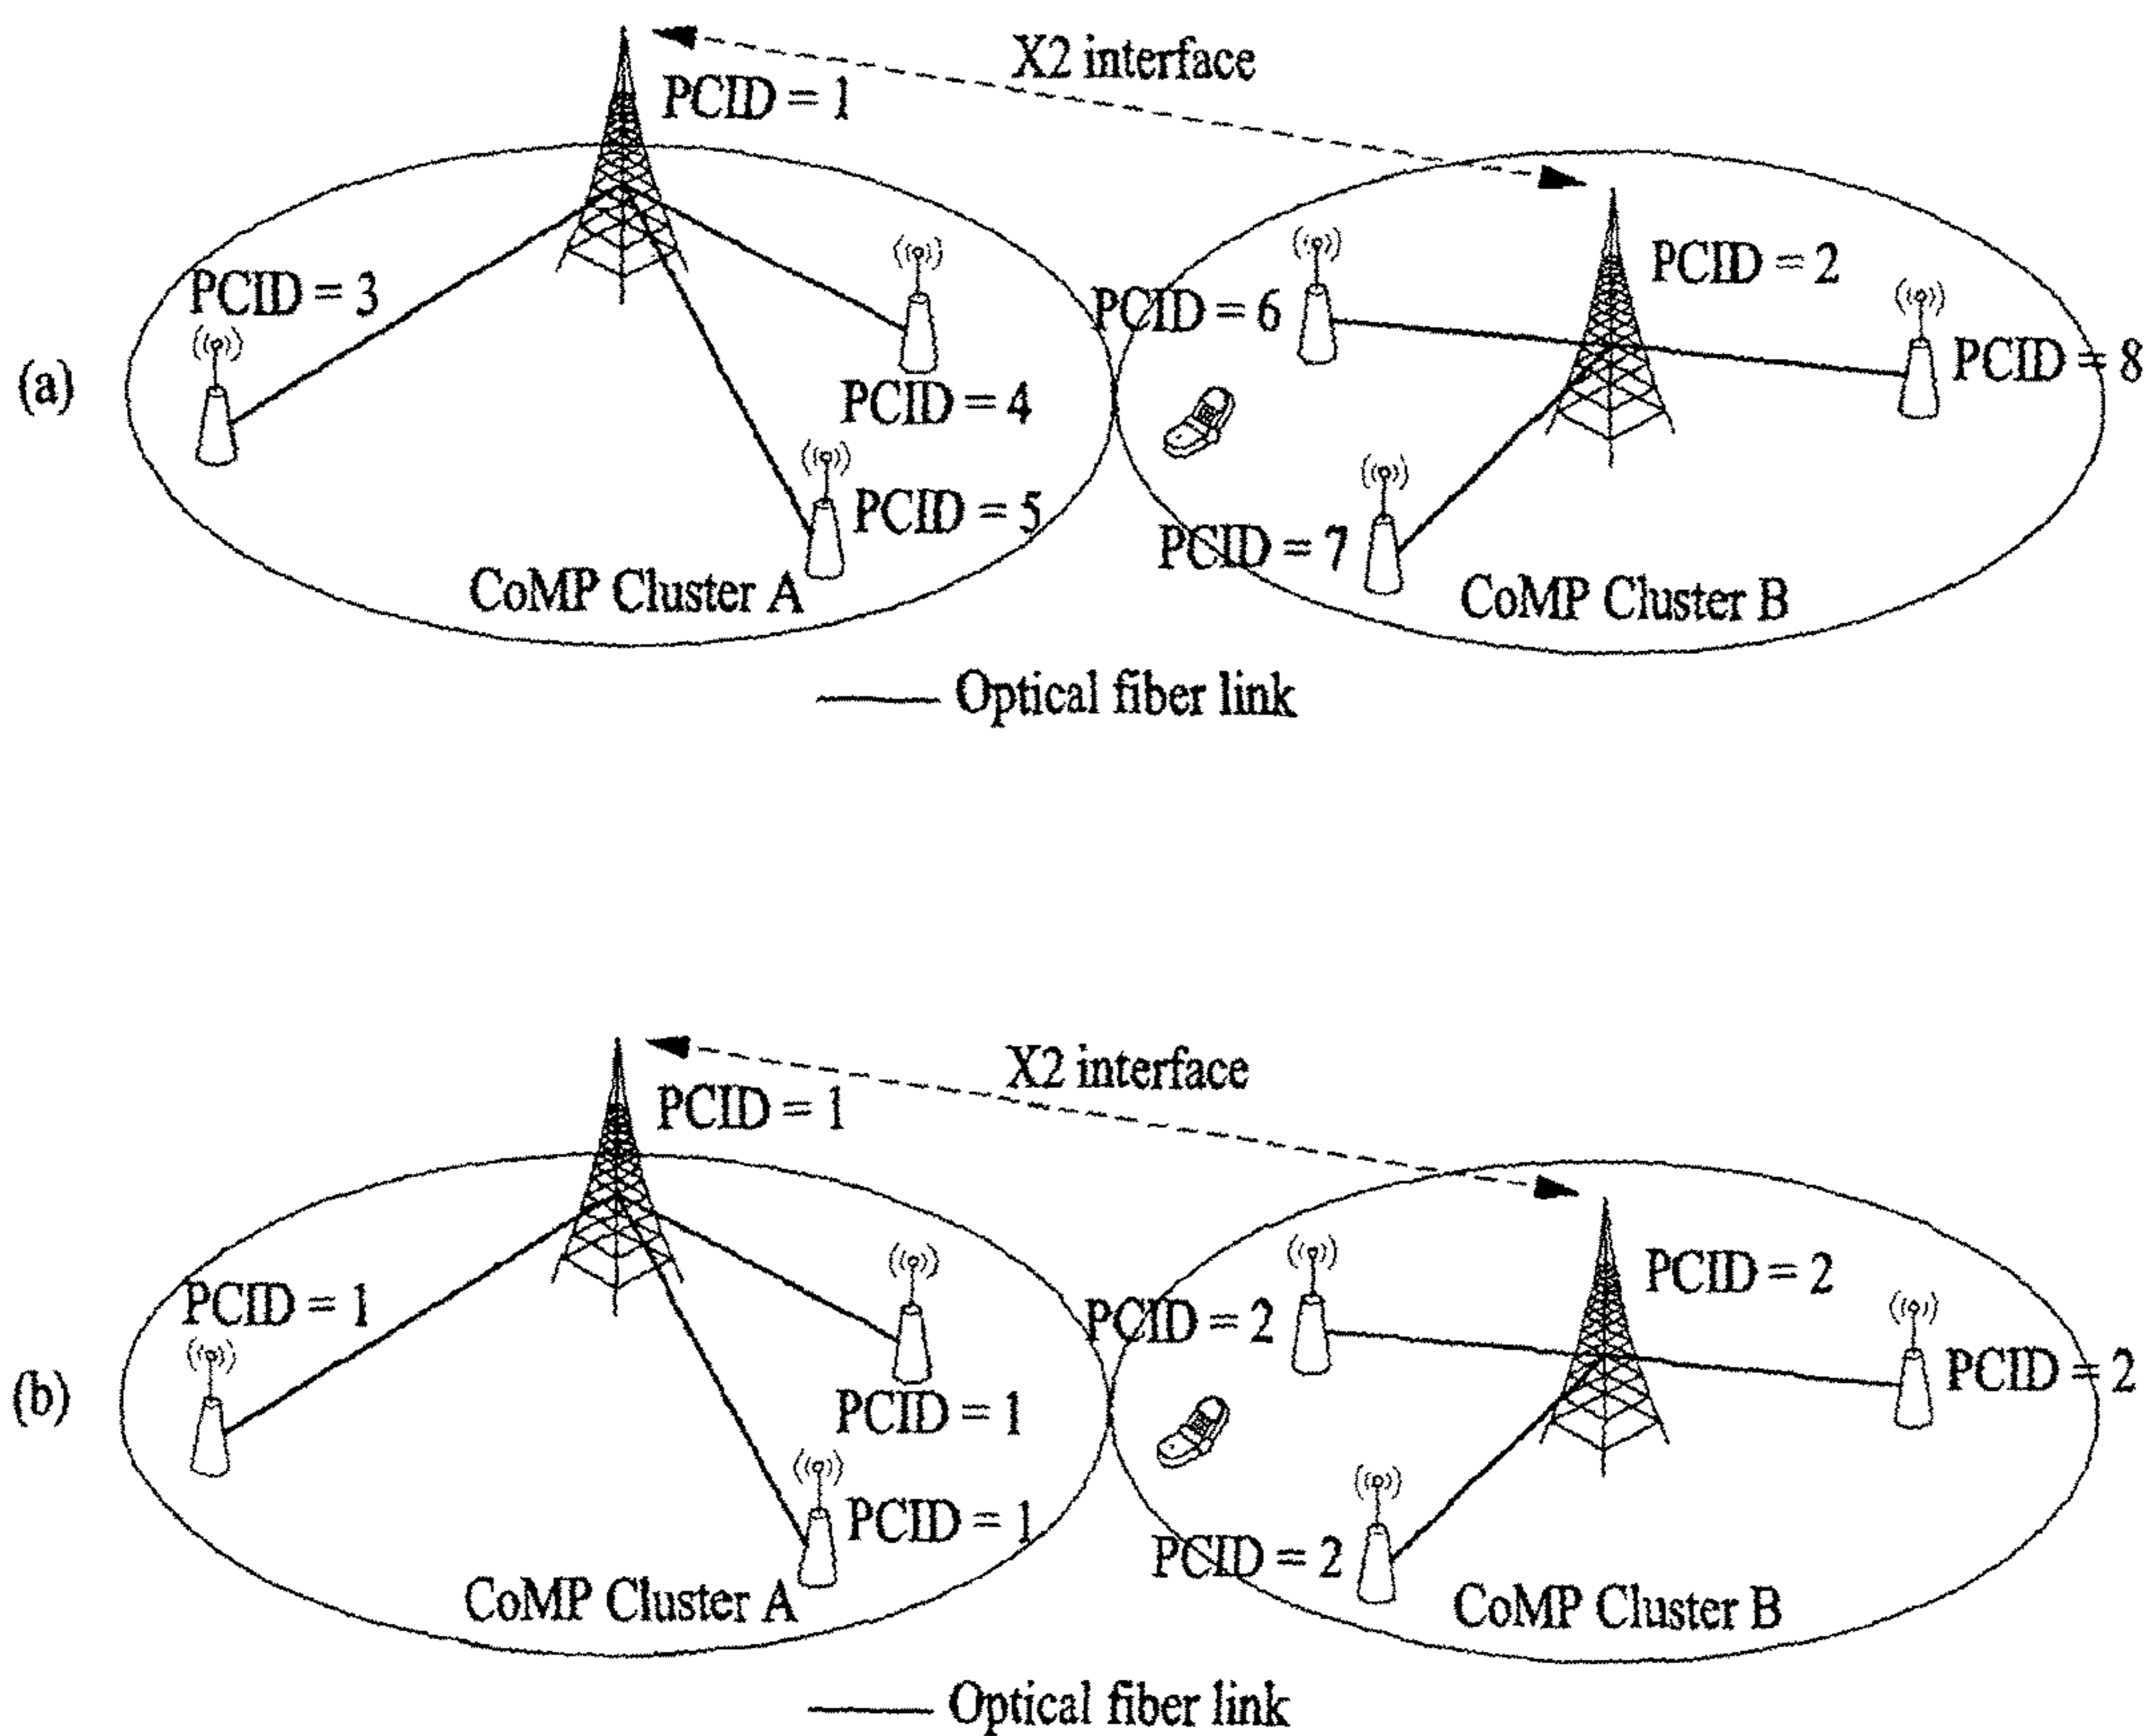 X2 interface
PCID = 1
PCID = 2
PCID = 3
PCID = 6
PCID = 8
(a)
PCID = 4
PCID = 5
PCID = 7
CoMP Cluster A
CoMP Cluster B
Optical fiber link
X2 interface
PCID = 1
PCID = 2
PCID = 1
PCID = 2
PCID = 2
(b)
PCID = 1
PCID = 1
PCID = 2
CoMP Cluster A
CoMP Cluster B
Optical fiber link